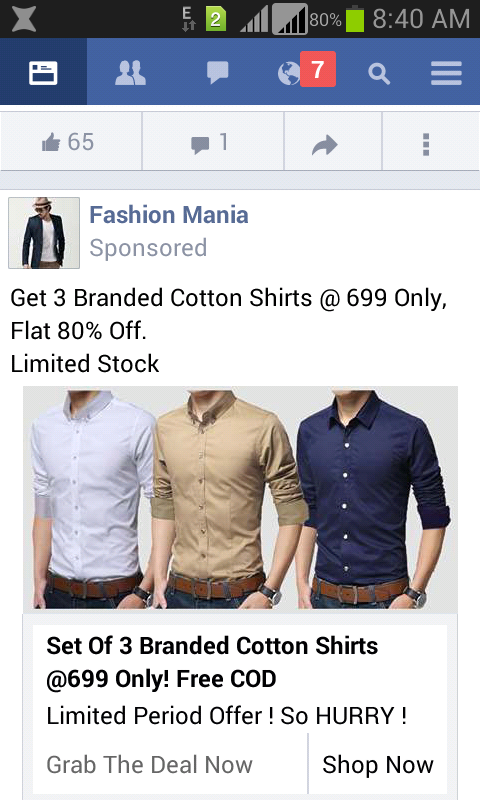 E 2 80% 8:40 AM
7
65 1
Fashion Mania
Sponsored
Get 3 Branded Cotton Shirts @ 699 Only,
Flat 80% Off.
Limited Stock
Set Of 3 Branded Cotton Shirts
@699 Only! Free COD
Limited Period Offer ! So HURRY !
Grab The Deal Now Shop Now